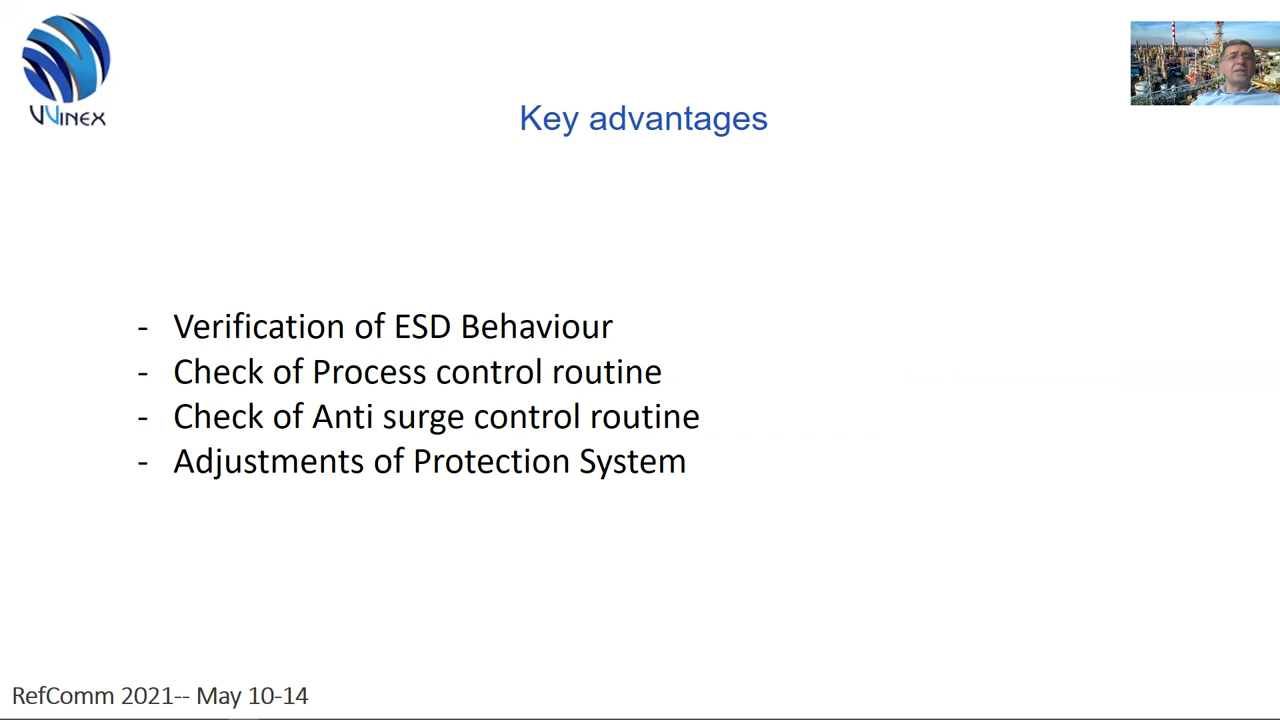 VVINEX
Key advantages
- Verification of ESD Behaviour
- Check of Process control routine
- Check of Anti surge control routine
- Adjustments of Protection System
RefComm 2021-- May 10-14